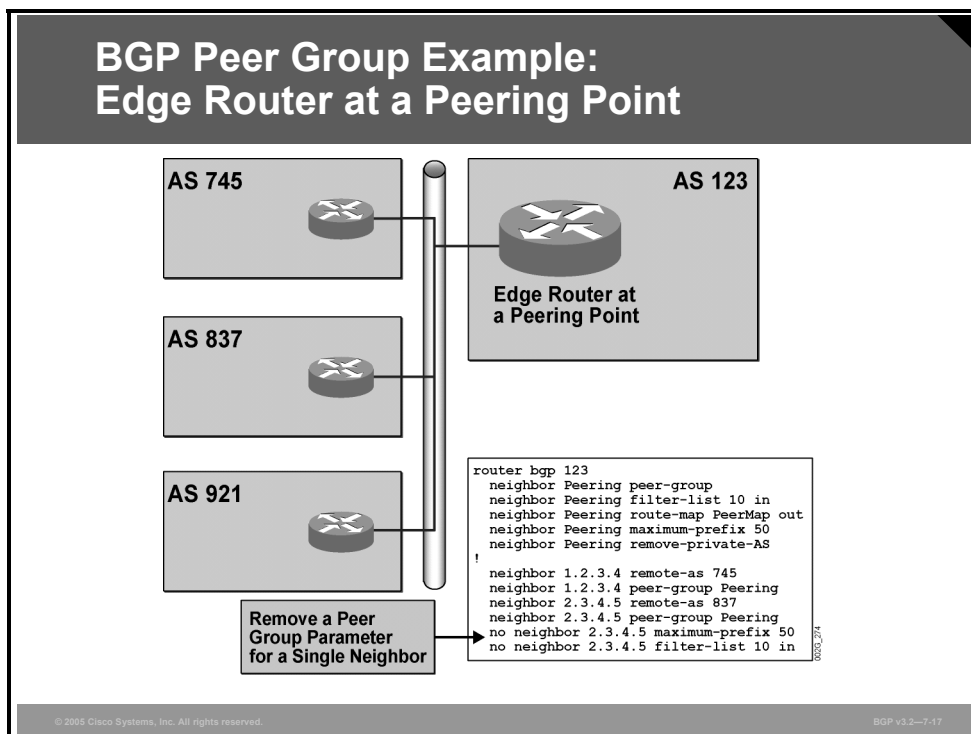 BGP Peer Group Example:
Edge Router at a Peering Point
AS 745
AS 123
Edge Router at
a Peering Point
AS 837
AS 921
router bgp 123
neighbor Peering peer-group
neighbor Peering filter-list 10 in
neighbor Peering route-map PeerMap out
neighbor Peering maximum-prefix 50
neighbor Peering remove-private-AS
!
neighbor 1.2.3.4 remote-as 745
neighbor 1.2.3.4 peer-group Peering
neighbor 2.3.4.5 remote-as 837
neighbor 2.3.4.5 peer-group Peering
no neighbor 2.3.4.5 maximum-prefix 50
no neighbor 2.3.4.5 filter-list 10 in
Remove a Peer
Group Parameter
for a Single Neighbor
002G_274
© 2005 Cisco Systems, Inc. All rights reserved.
BGP v3.2—7-17